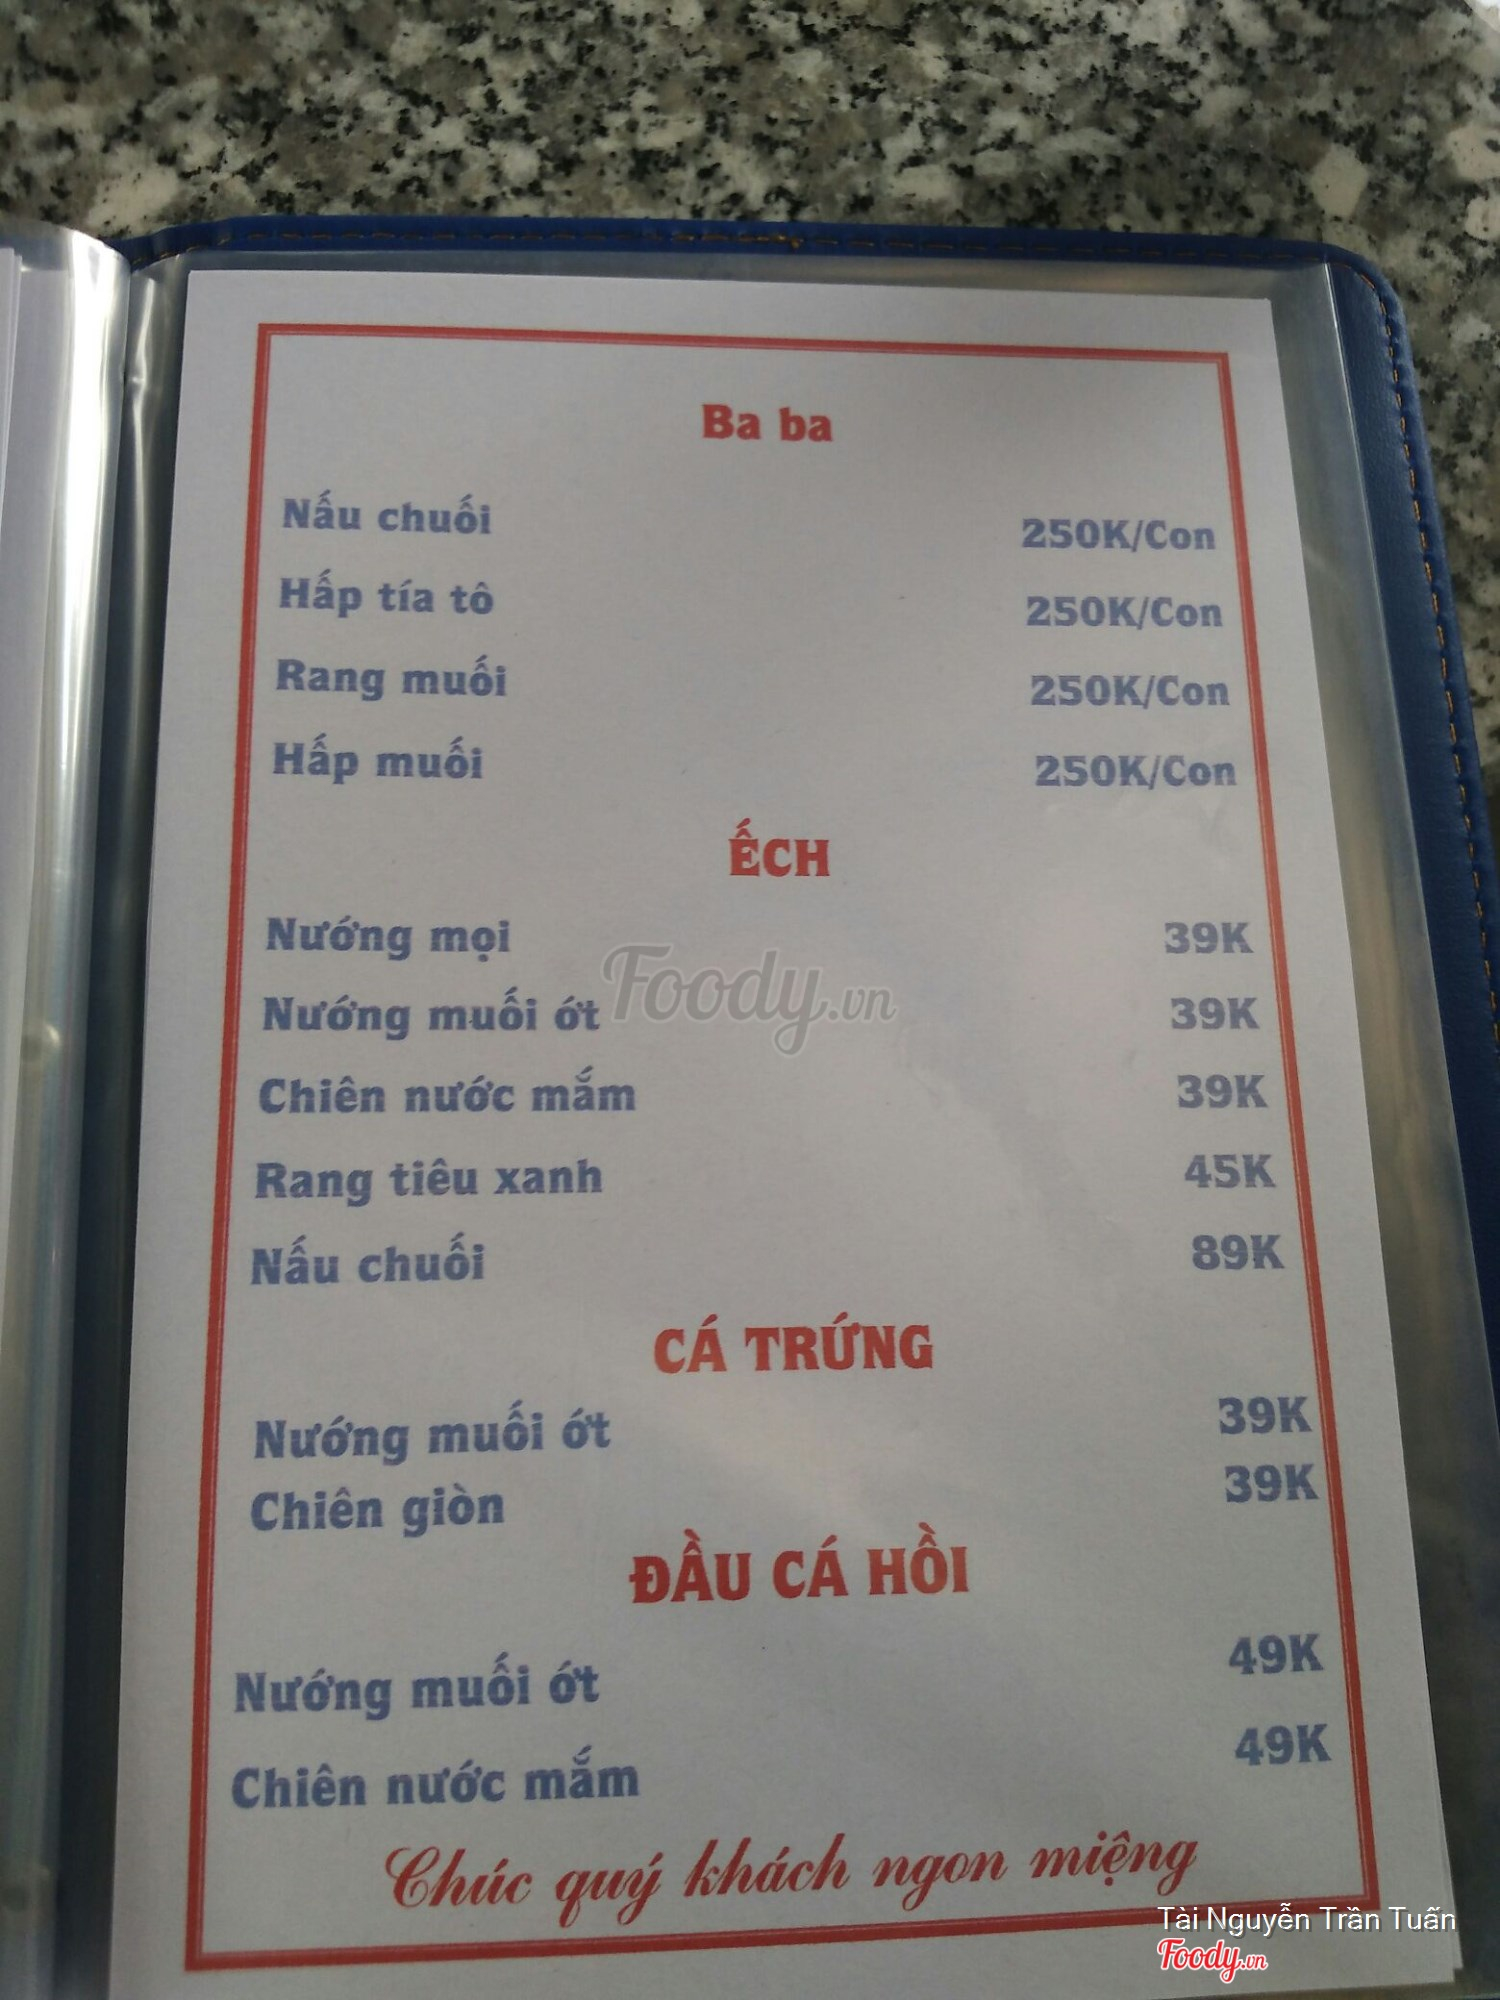 Ba ba
Nấu chuối 250K/Con
Hấp tía tô 250K/Con
Rang muối 250K/Con
Hấp muối 250K/Con
ẾCH
Nướng mọi 39K
Foody.vn
Nướng muối ớt 39K
Chiên nước mắm 39K
Rang tiêu xanh 45K
Nấu chuối 89K
CÁ TRỨNG
Nướng muối ớt 39K
Chiên giòn 39K
ĐẦU CÁ HỒI
Nướng muối ớt 49K
Chiên nước mắm 49K
Chúc quý khách ngon miệng
Tài Nguyễn Trần Tuấn
Foody.vn